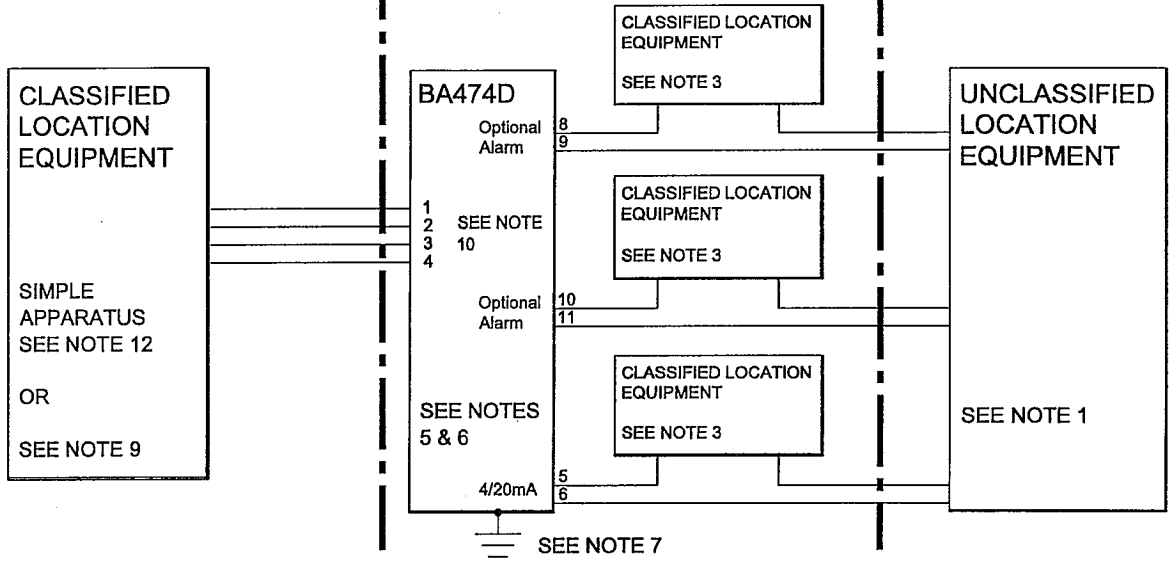 CLASSIFIED
LOCATION
EQUIPMENT
SIMPLE
APPARATUS
SEE NOTE 12
OR
SEE NOTE 9
BA474D
Optional
Alarm
8
9
1
2
3
4
SEE NOTE
10
Optional
Alarm
10
11
SEE NOTES
5 & 6
4/20mA
5
6
SEE NOTE 7
CLASSIFIED LOCATION
EQUIPMENT
SEE NOTE 3
CLASSIFIED LOCATION
EQUIPMENT
SEE NOTE 3
CLASSIFIED LOCATION
EQUIPMENT
SEE NOTE 3
UNCLASSIFIED
LOCATION
EQUIPMENT
SEE NOTE 1